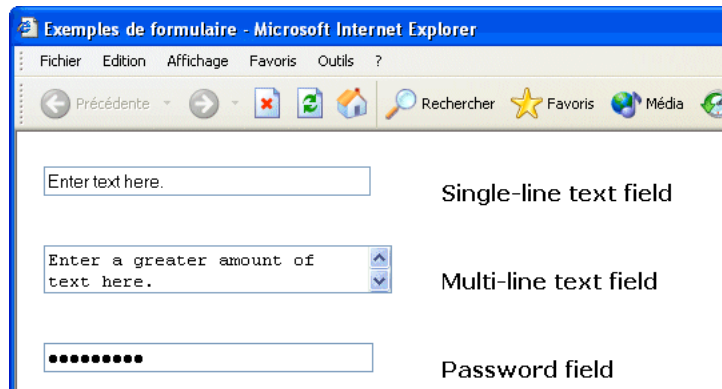 Exemples de formulaire - Microsoft Internet Explorer
Fichier Edition Affichage Favoris Outils ?
Précédente Rechercher Favoris Média
Enter text here. Single-line text field
Enter a greater amount of
text here.
Multi-line text field
●●●●●●●●● Password field